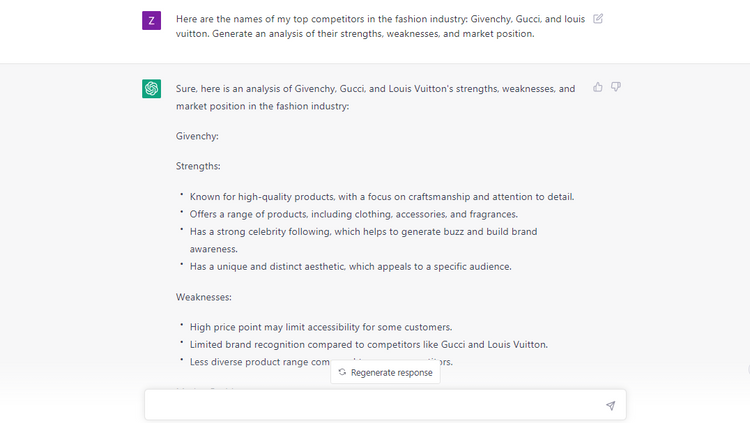 Z
Here are the names of my top competitors in the fashion industry: Givenchy, Gucci, and louis
vuitton. Generate an analysis of their strengths, weaknesses, and market position.
Sure, here is an analysis of Givenchy, Gucci, and Louis Vuitton's strengths, weaknesses, and
market position in the fashion industry:
Givenchy:
Strengths:
• Known for high-quality products, with a focus on craftsmanship and attention to detail.
• Offers a range of products, including clothing, accessories, and fragrances.
• Has a strong celebrity following, which helps to generate buzz and build brand
awareness.
• Has a unique and distinct aesthetic, which appeals to a specific audience.
Weaknesses:
• High price point may limit accessibility for some customers.
• Limited brand recognition compared to competitors like Gucci and Louis Vuitton.
• Less diverse product range
Regenerate response